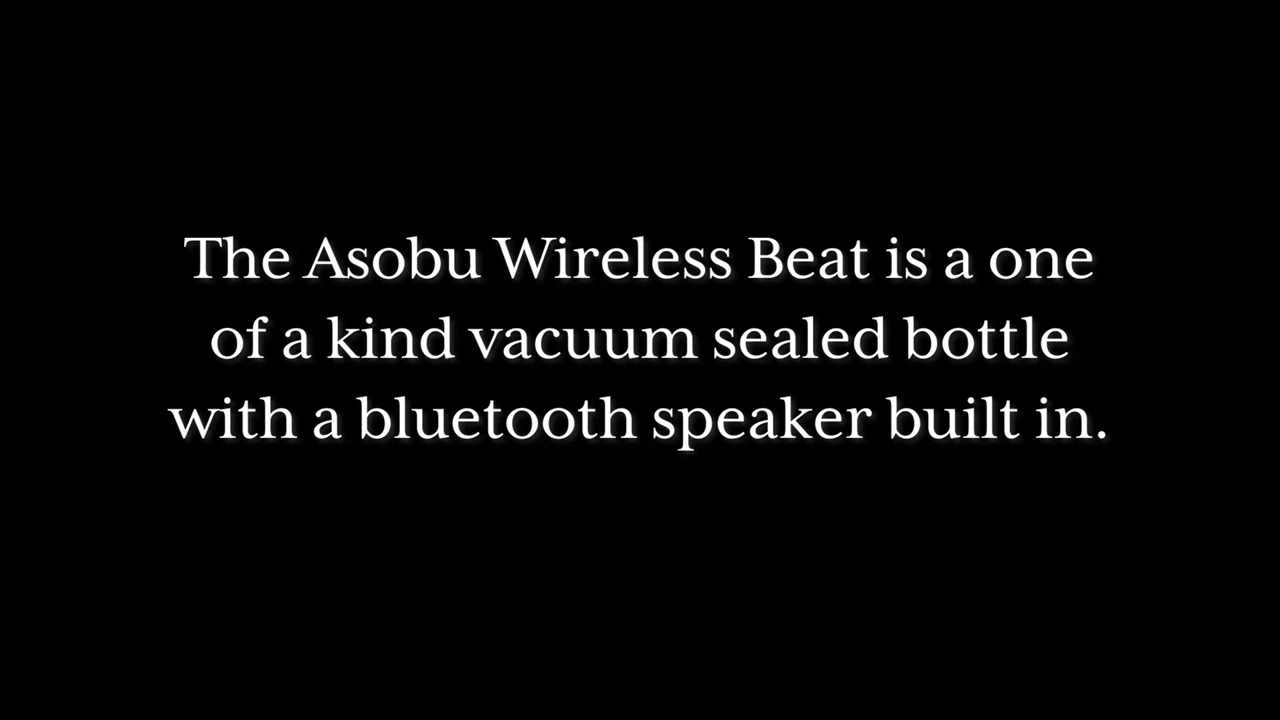 The Asobu Wireless Beat is a one
of a kind vacuum sealed bottle
with a bluetooth speaker built in.